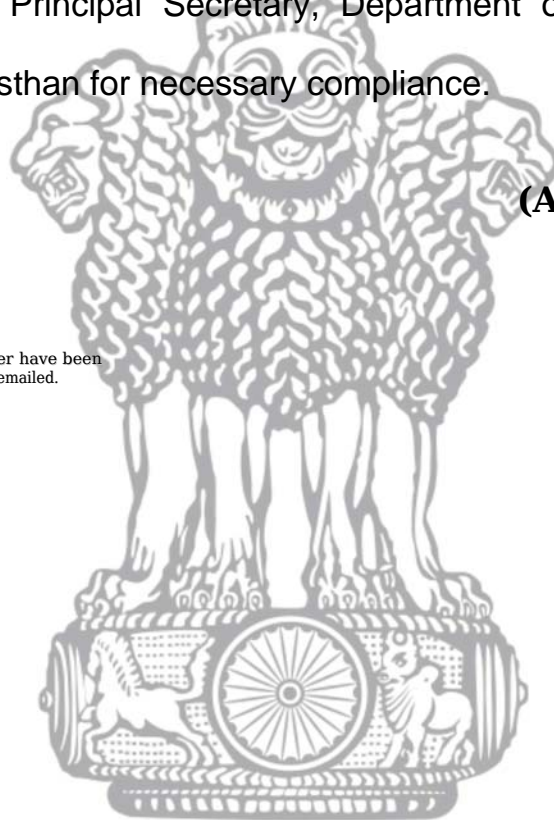 Principal Secretary, Department
sthan for necessary compliance.
(A
er have been
emailed.